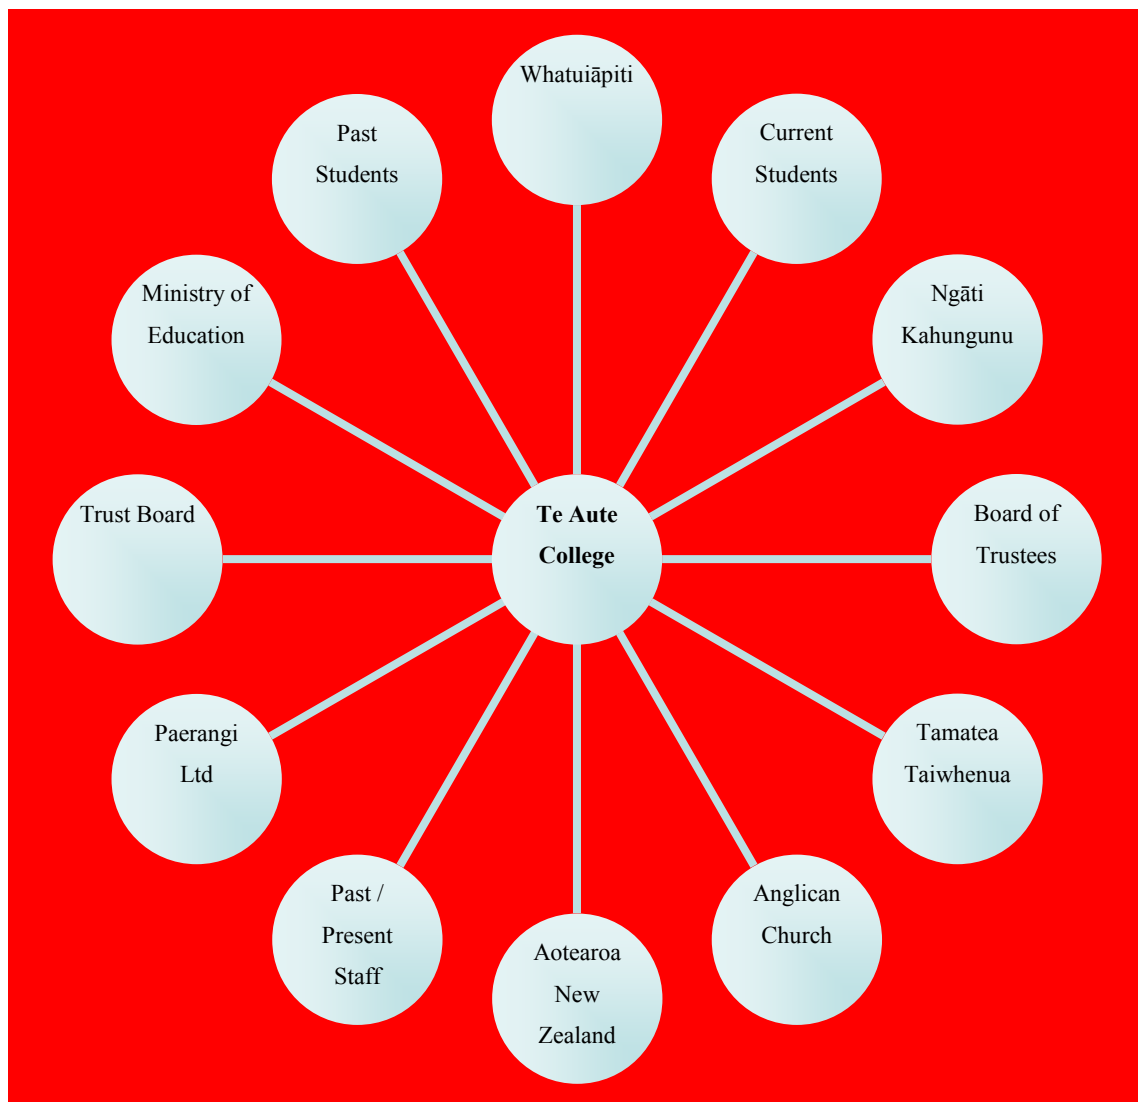 Whatuiāpiti
Current
Students
Ngāti
Kahungunu
Board of
Trustees
Tamatea
Taiwhenua
Anglican
Church
Aotearoa
New
Zealand
Past /
Present
Staff
Paerangi
Ltd
Trust Board
Ministry of
Education
Past
Students
Te Aute
College